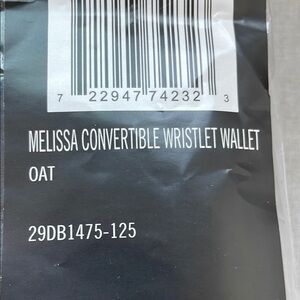 7 22947 74232 3
MELISSA CONVERTIBLE WRISTLET WALLET
OAT
29DB1475-125